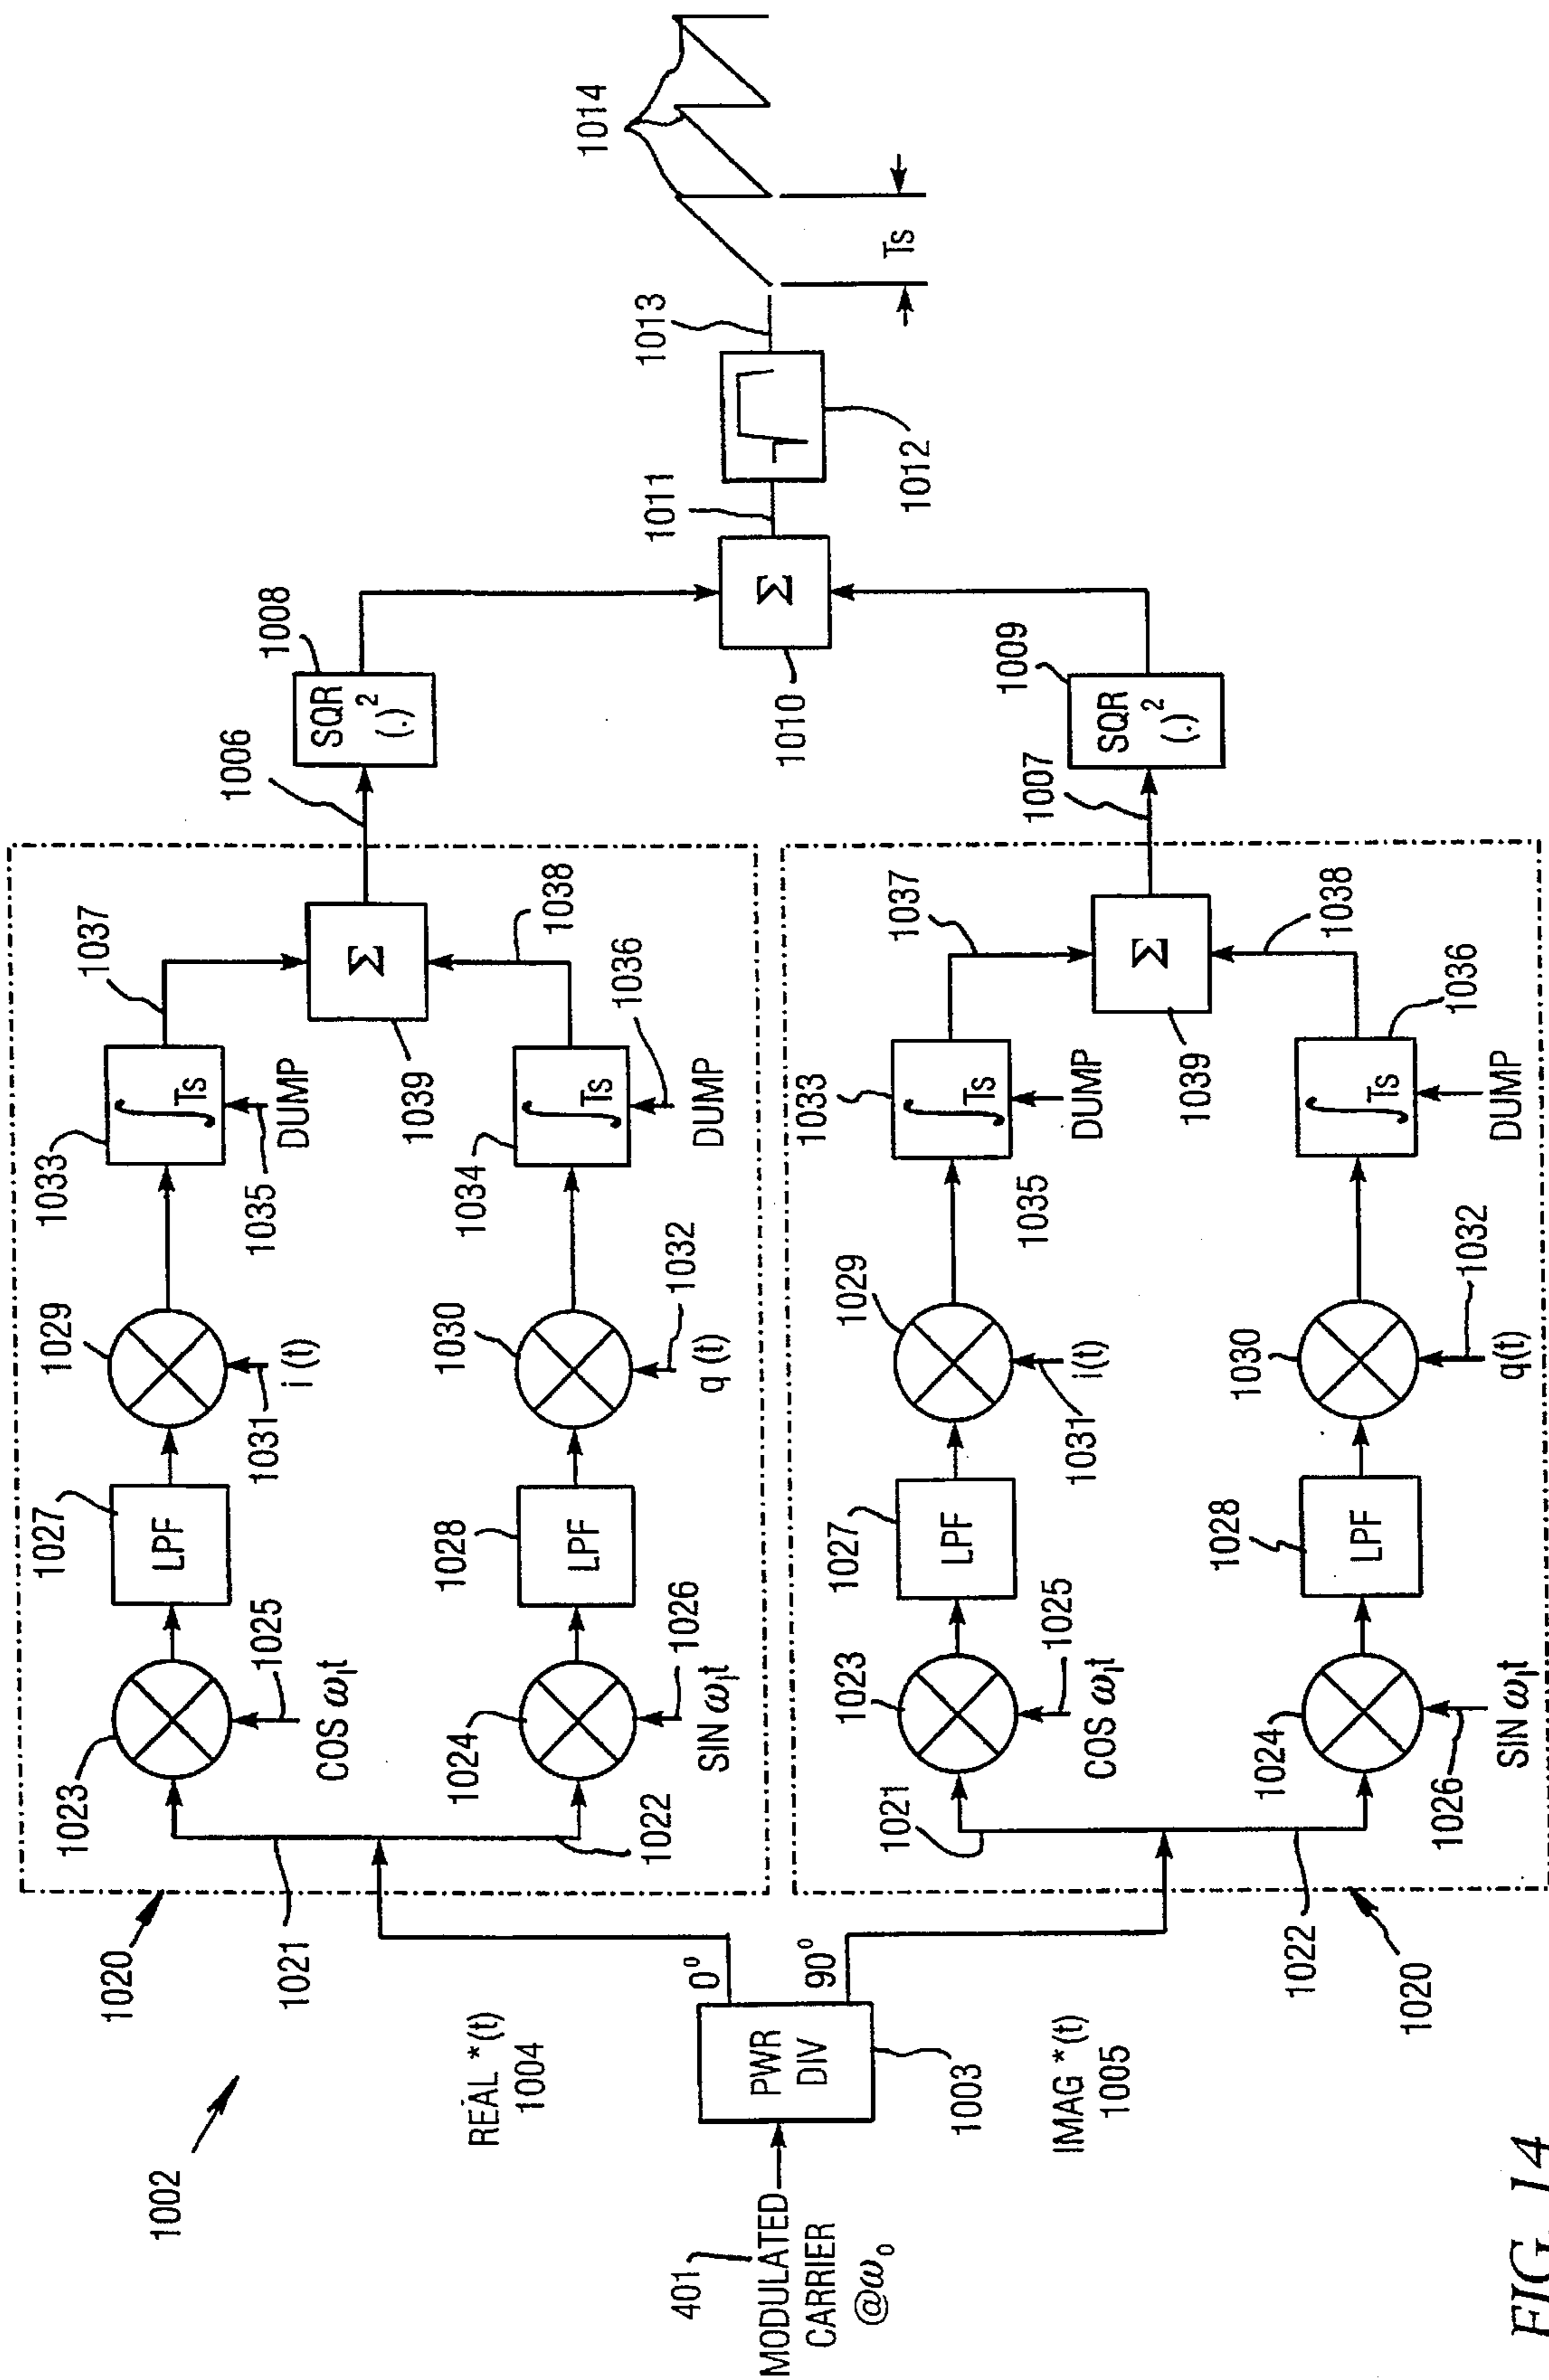 1002
401
MODULATED
CARRIER
@ω0
PWR
DIV
1003
REAL *(t)
1004
IMAG *(t)
1005
0°
90°
1020
1021
1022
1023
COS ωlt
1025
1024
SIN ωlt
1026
1027
LPF
1028
LPF
1029
i (t)
1031
1030
q (t)
1032
1033
∫Ts
1035
DUMP
1034
∫Ts
1036
DUMP
1037
1038
Σ
1039
1006
SQR
(.)²
1008
1020
1021
1022
1023
COS ωlt
1025
1024
SIN ωlt
1026
1027
LPF
1028
LPF
1029
i(t)
1031
1030
q(t)
1032
1033
∫Ts
1035
DUMP
∫Ts
1036
DUMP
1037
1038
Σ
1039
1007
SQR
(.)²
1009
Σ
1010
1011
1012
1013
1014
Ts
FIG. 14